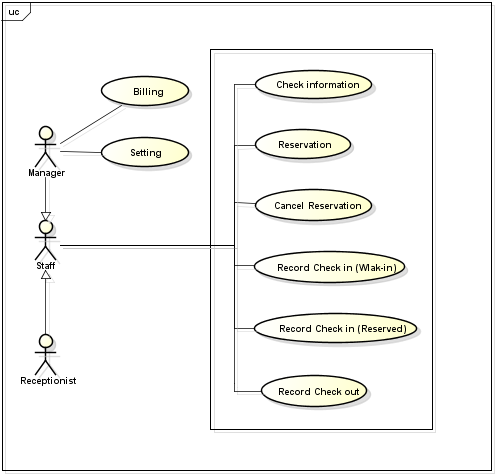 uc
Billing
Setting
Manager
Staff
Receptionist
Check information
Reservation
Cancel Reservation
Record Check in (Wlak-in)
Record Check in (Reserved)
Record Check out